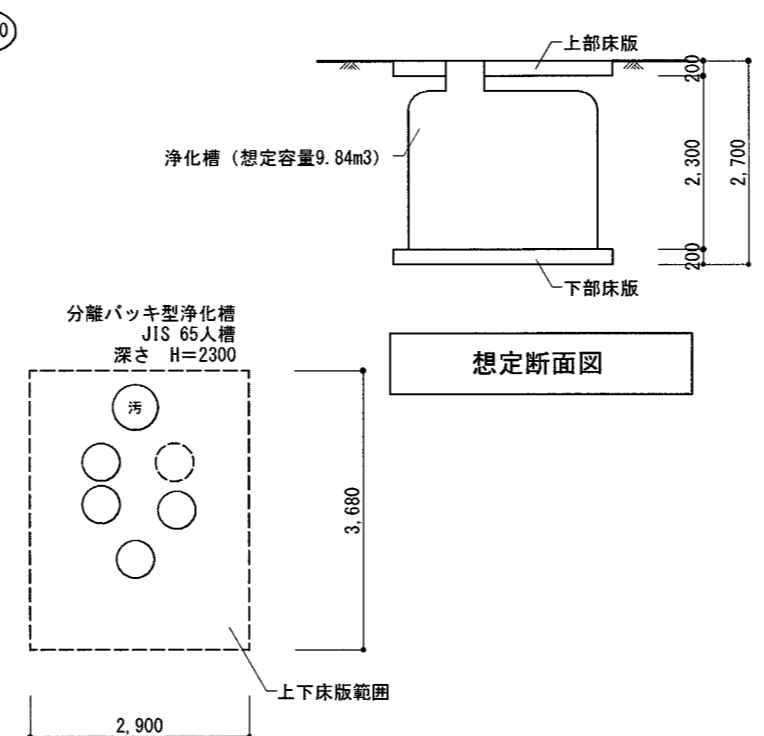 上部床版
200
浄化槽（想定容量9.84m3）
2,300
2,700
200
下部床版
分離バッキ型浄化槽
JIS 65人槽
深さ H=2300
想定断面図
汚
3,680
上下床版範囲
2,900